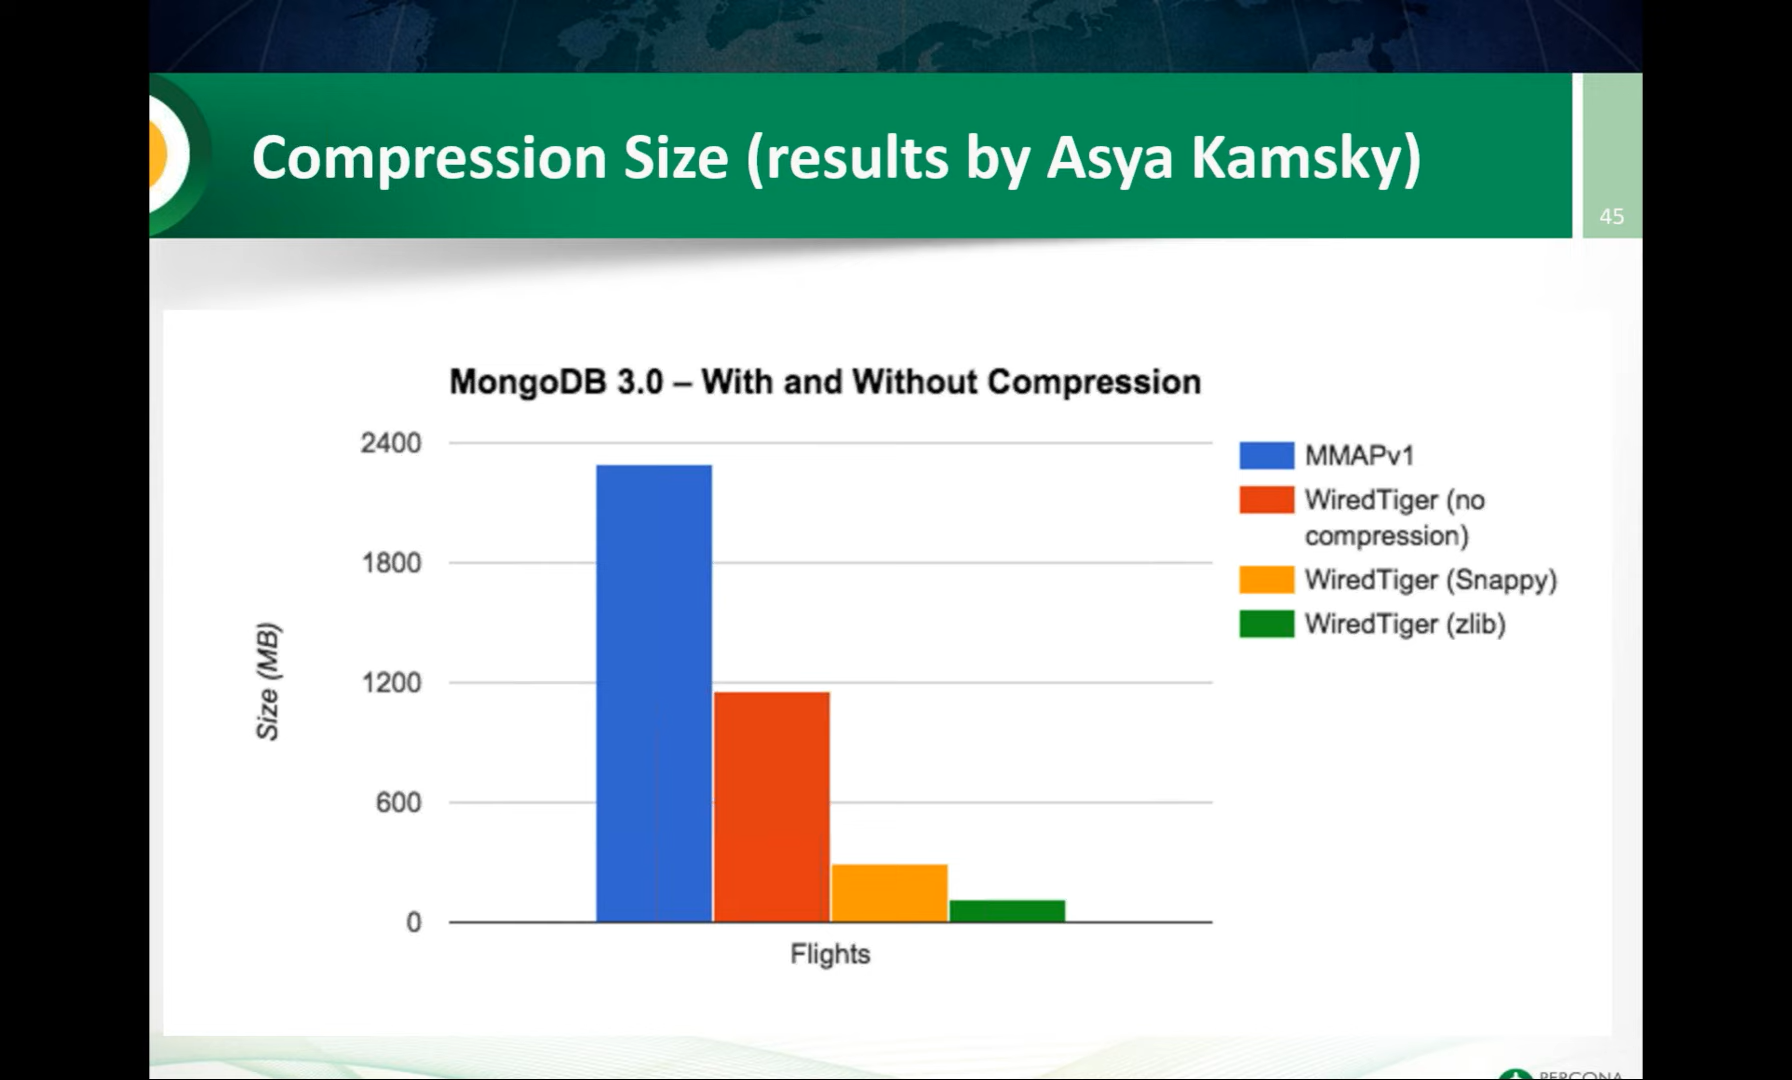 Compression Size (results by Asya Kamsky)
45
MongoDB 3.0 – With and Without Compression
2400
1800
1200
600
0
Size (MB)
Flights
MMAPv1
WiredTiger (no
compression)
WiredTiger (Snappy)
WiredTiger (zlib)
PERCONA